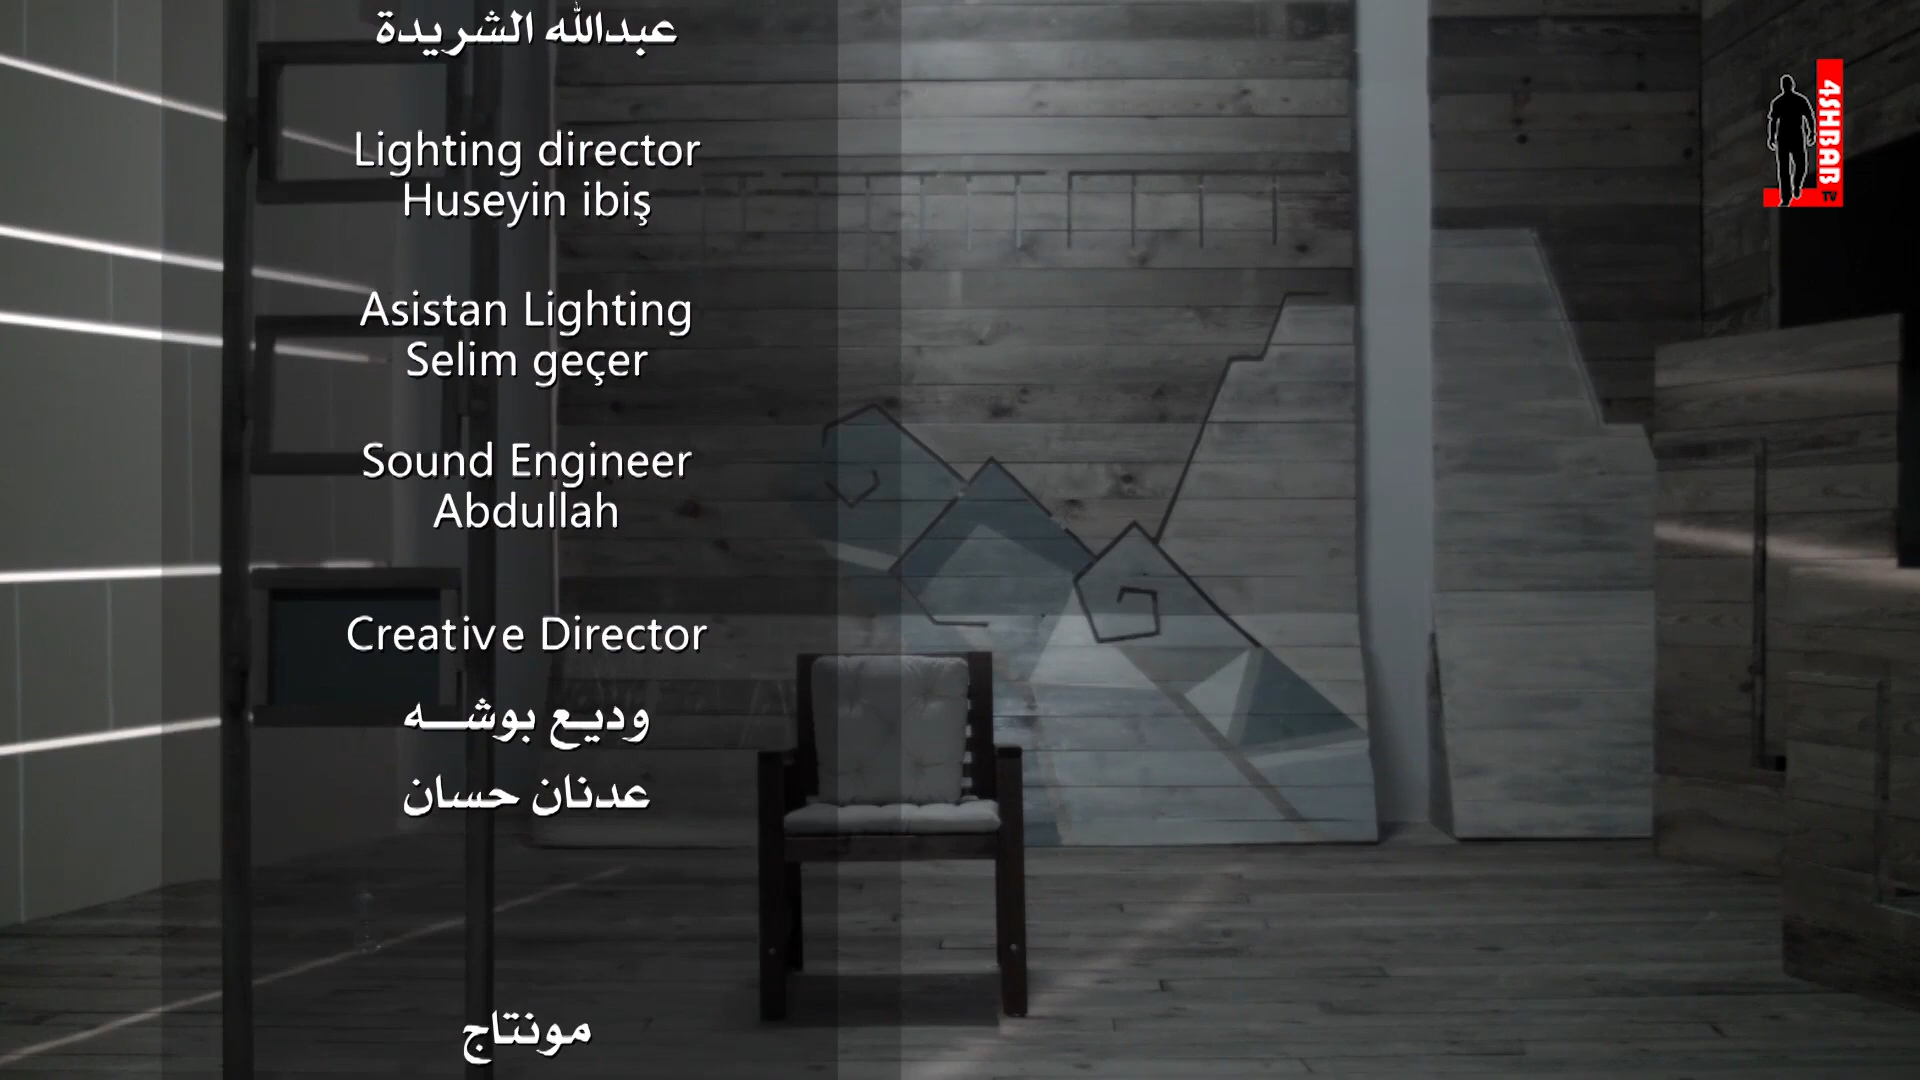 عبدالله الشريدة
Lighting director
Huseyin ibiş
Asistan Lighting
Selim geçer
Sound Engineer
Abdullah
Creative Director
وديـع بوشـــه
عدنان حسان
مونتاج
4SHBAB
TV